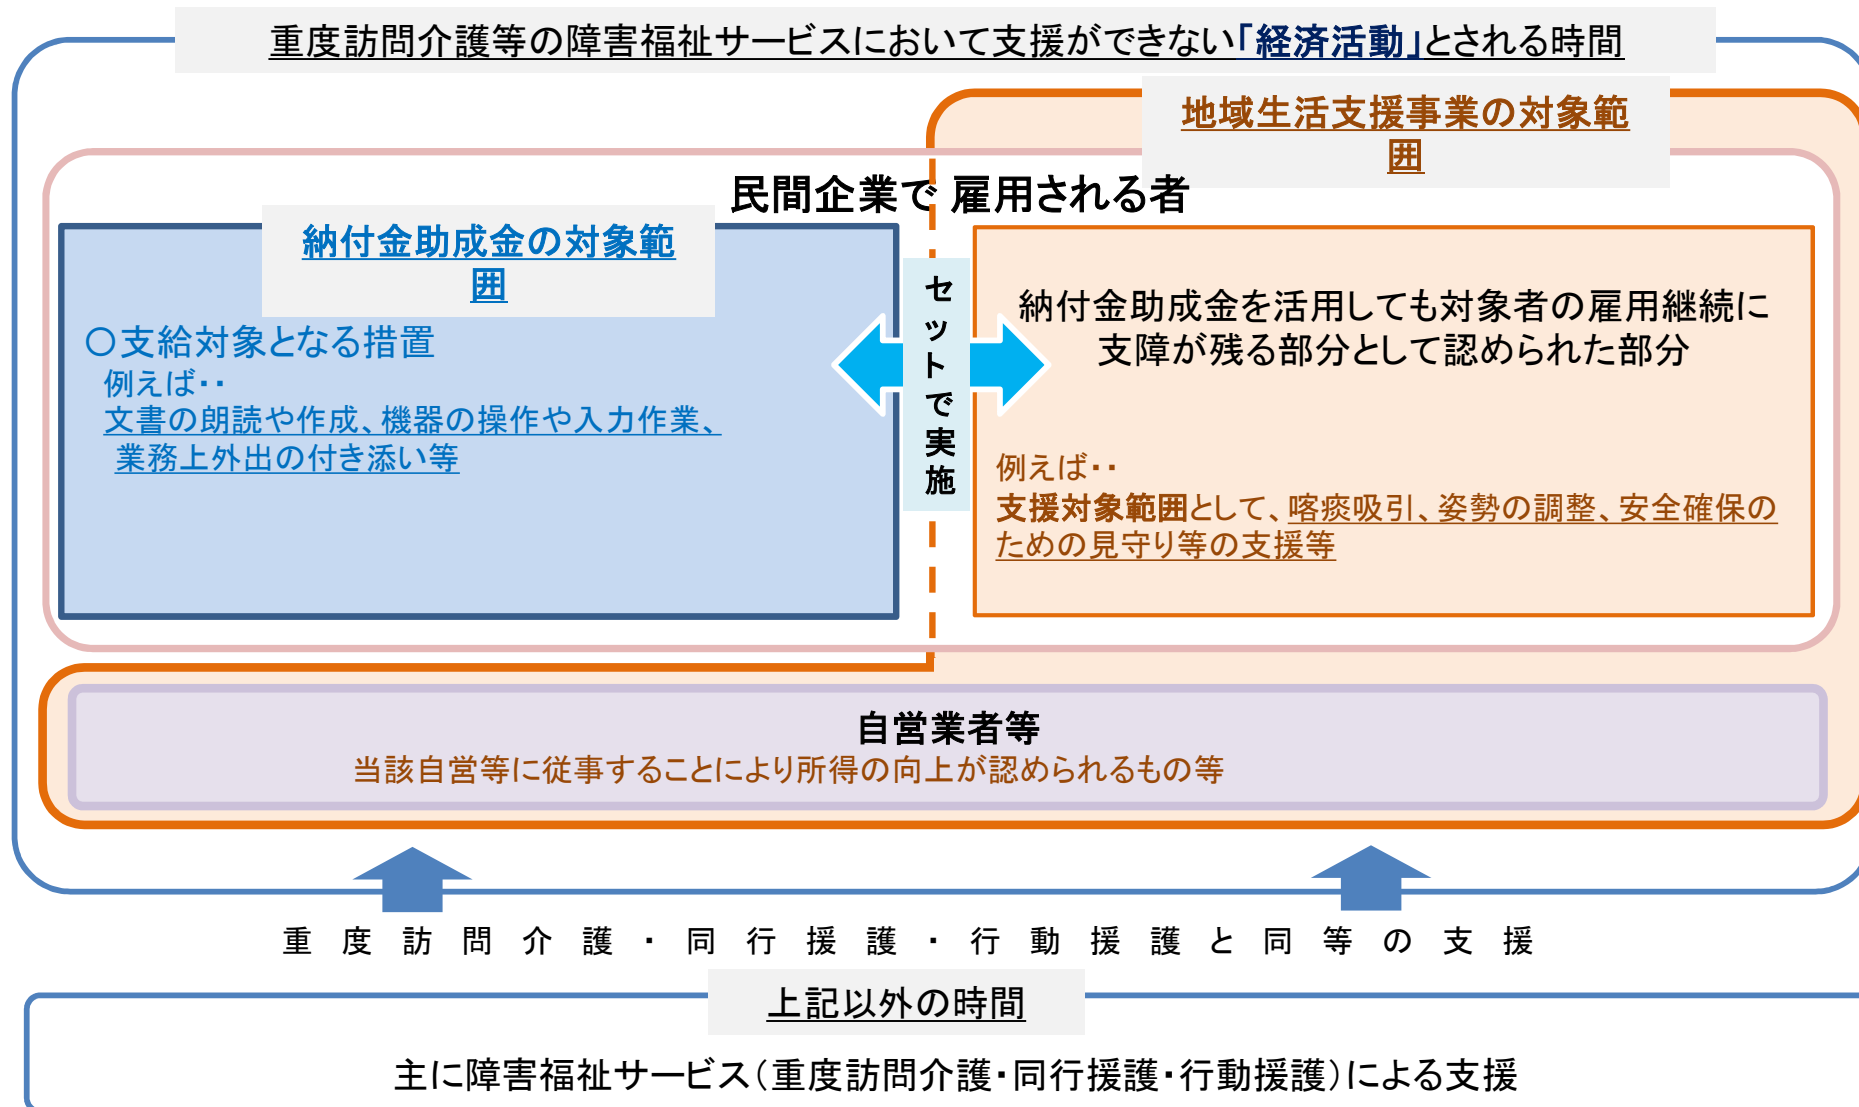 重度訪問介護等の障害福祉サービスにおいて支援ができない「経済活動」とされる時間
地域生活支援事業の対象範
囲
民間企業で 雇用される者
納付金助成金の対象範
囲
〇支給対象となる措置
例えば・・
文書の朗読や作成、機器の操作や入力作業、
業務上外出の付き添い等
セットで実施
納付金助成金を活用しても対象者の雇用継続に
支障が残る部分として認められた部分
例えば・・
支援対象範囲として、喀痰吸引、姿勢の調整、安全確保の
ための見守り等の支援等
自営業者等
当該自営等に従事することにより所得の向上が認められるもの等
重度訪問介護・同行援護・行動援護と同等の支援
上記以外の時間
主に障害福祉サービス（重度訪問介護・同行援護・行動援護）による支援